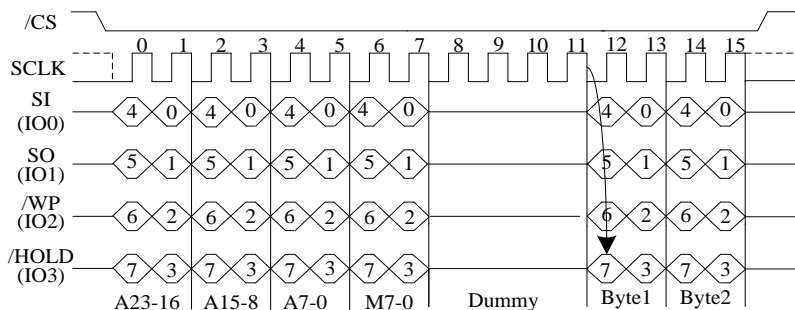 /CS
0 1 2 3 4 5 6 7 8 9 10 11 12 13 14 15
SCLK
SI
(IO0)
4 0 4 0 4 0 4 0 4 0 4 0
SO
(IO1)
5 1 5 1 5 1 5 1 5 1 5 1
/WP
(IO2)
6 2 6 2 6 2 6 2 6 2 6 2
/HOLD
(IO3)
7 3 7 3 7 3 7 3 7 3 7 3
A23-16 A15-8 A7-0 M7-0 Dummy Byte1 Byte2